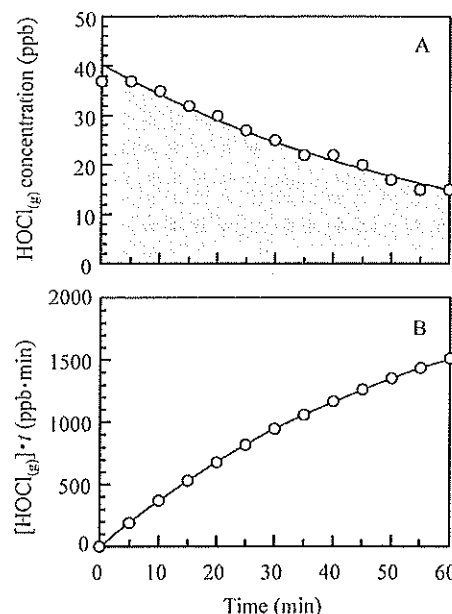 HOCl(g) concentration (ppb)
50
40
30
20
10
0
A
[HOCl(g)]•t (ppb•min)
2000
1500
1000
500
0
B
0 10 20 30 40 50 60
Time (min)